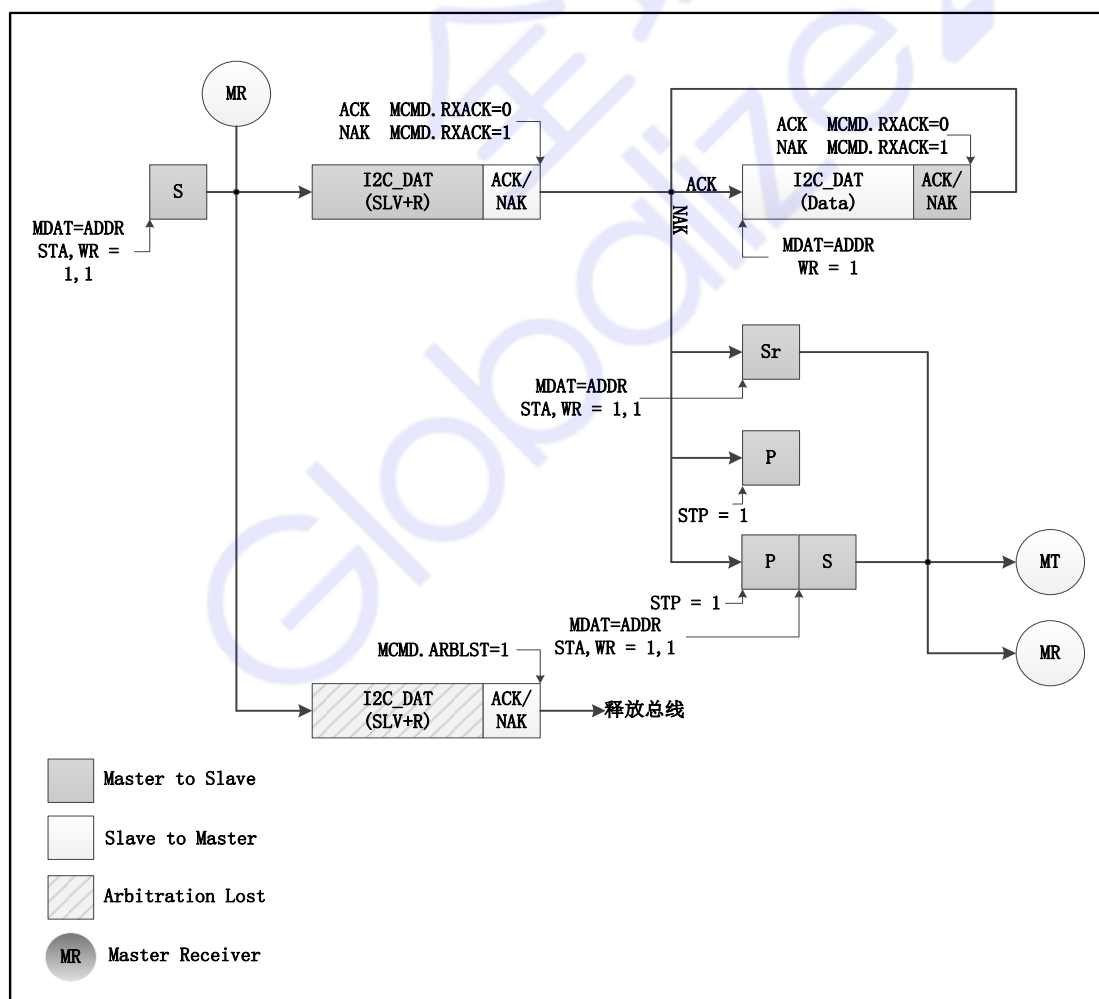 MR
ACK MCMD.RXACK=0
NAK MCMD.RXACK=1
ACK MCMD.RXACK=0
NAK MCMD.RXACK=1
S
I2C_DAT
(SLV+R)
ACK/
NAK
ACK
NAK
I2C_DAT
(Data)
ACK/
NAK
MDAT=ADDR
STA,WR =
1,1
MDAT=ADDR
WR = 1
Sr
MDAT=ADDR
STA,WR = 1,1
P
STP = 1
P
S
MT
STP = 1
MDAT=ADDR
STA,WR = 1,1
MR
MCMD.ARBLST=1
I2C_DAT
(SLV+R)
ACK/
NAK
释放总线
Master to Slave
Slave to Master
Arbitration Lost
MR
Master Receiver